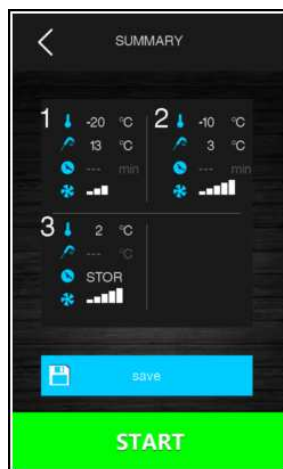 SUMMARY
1 -20 °C
13 °C
--- min
2 -10 °C
3 °C
--- min
3 2 °C
--- °C
STOR
save
START